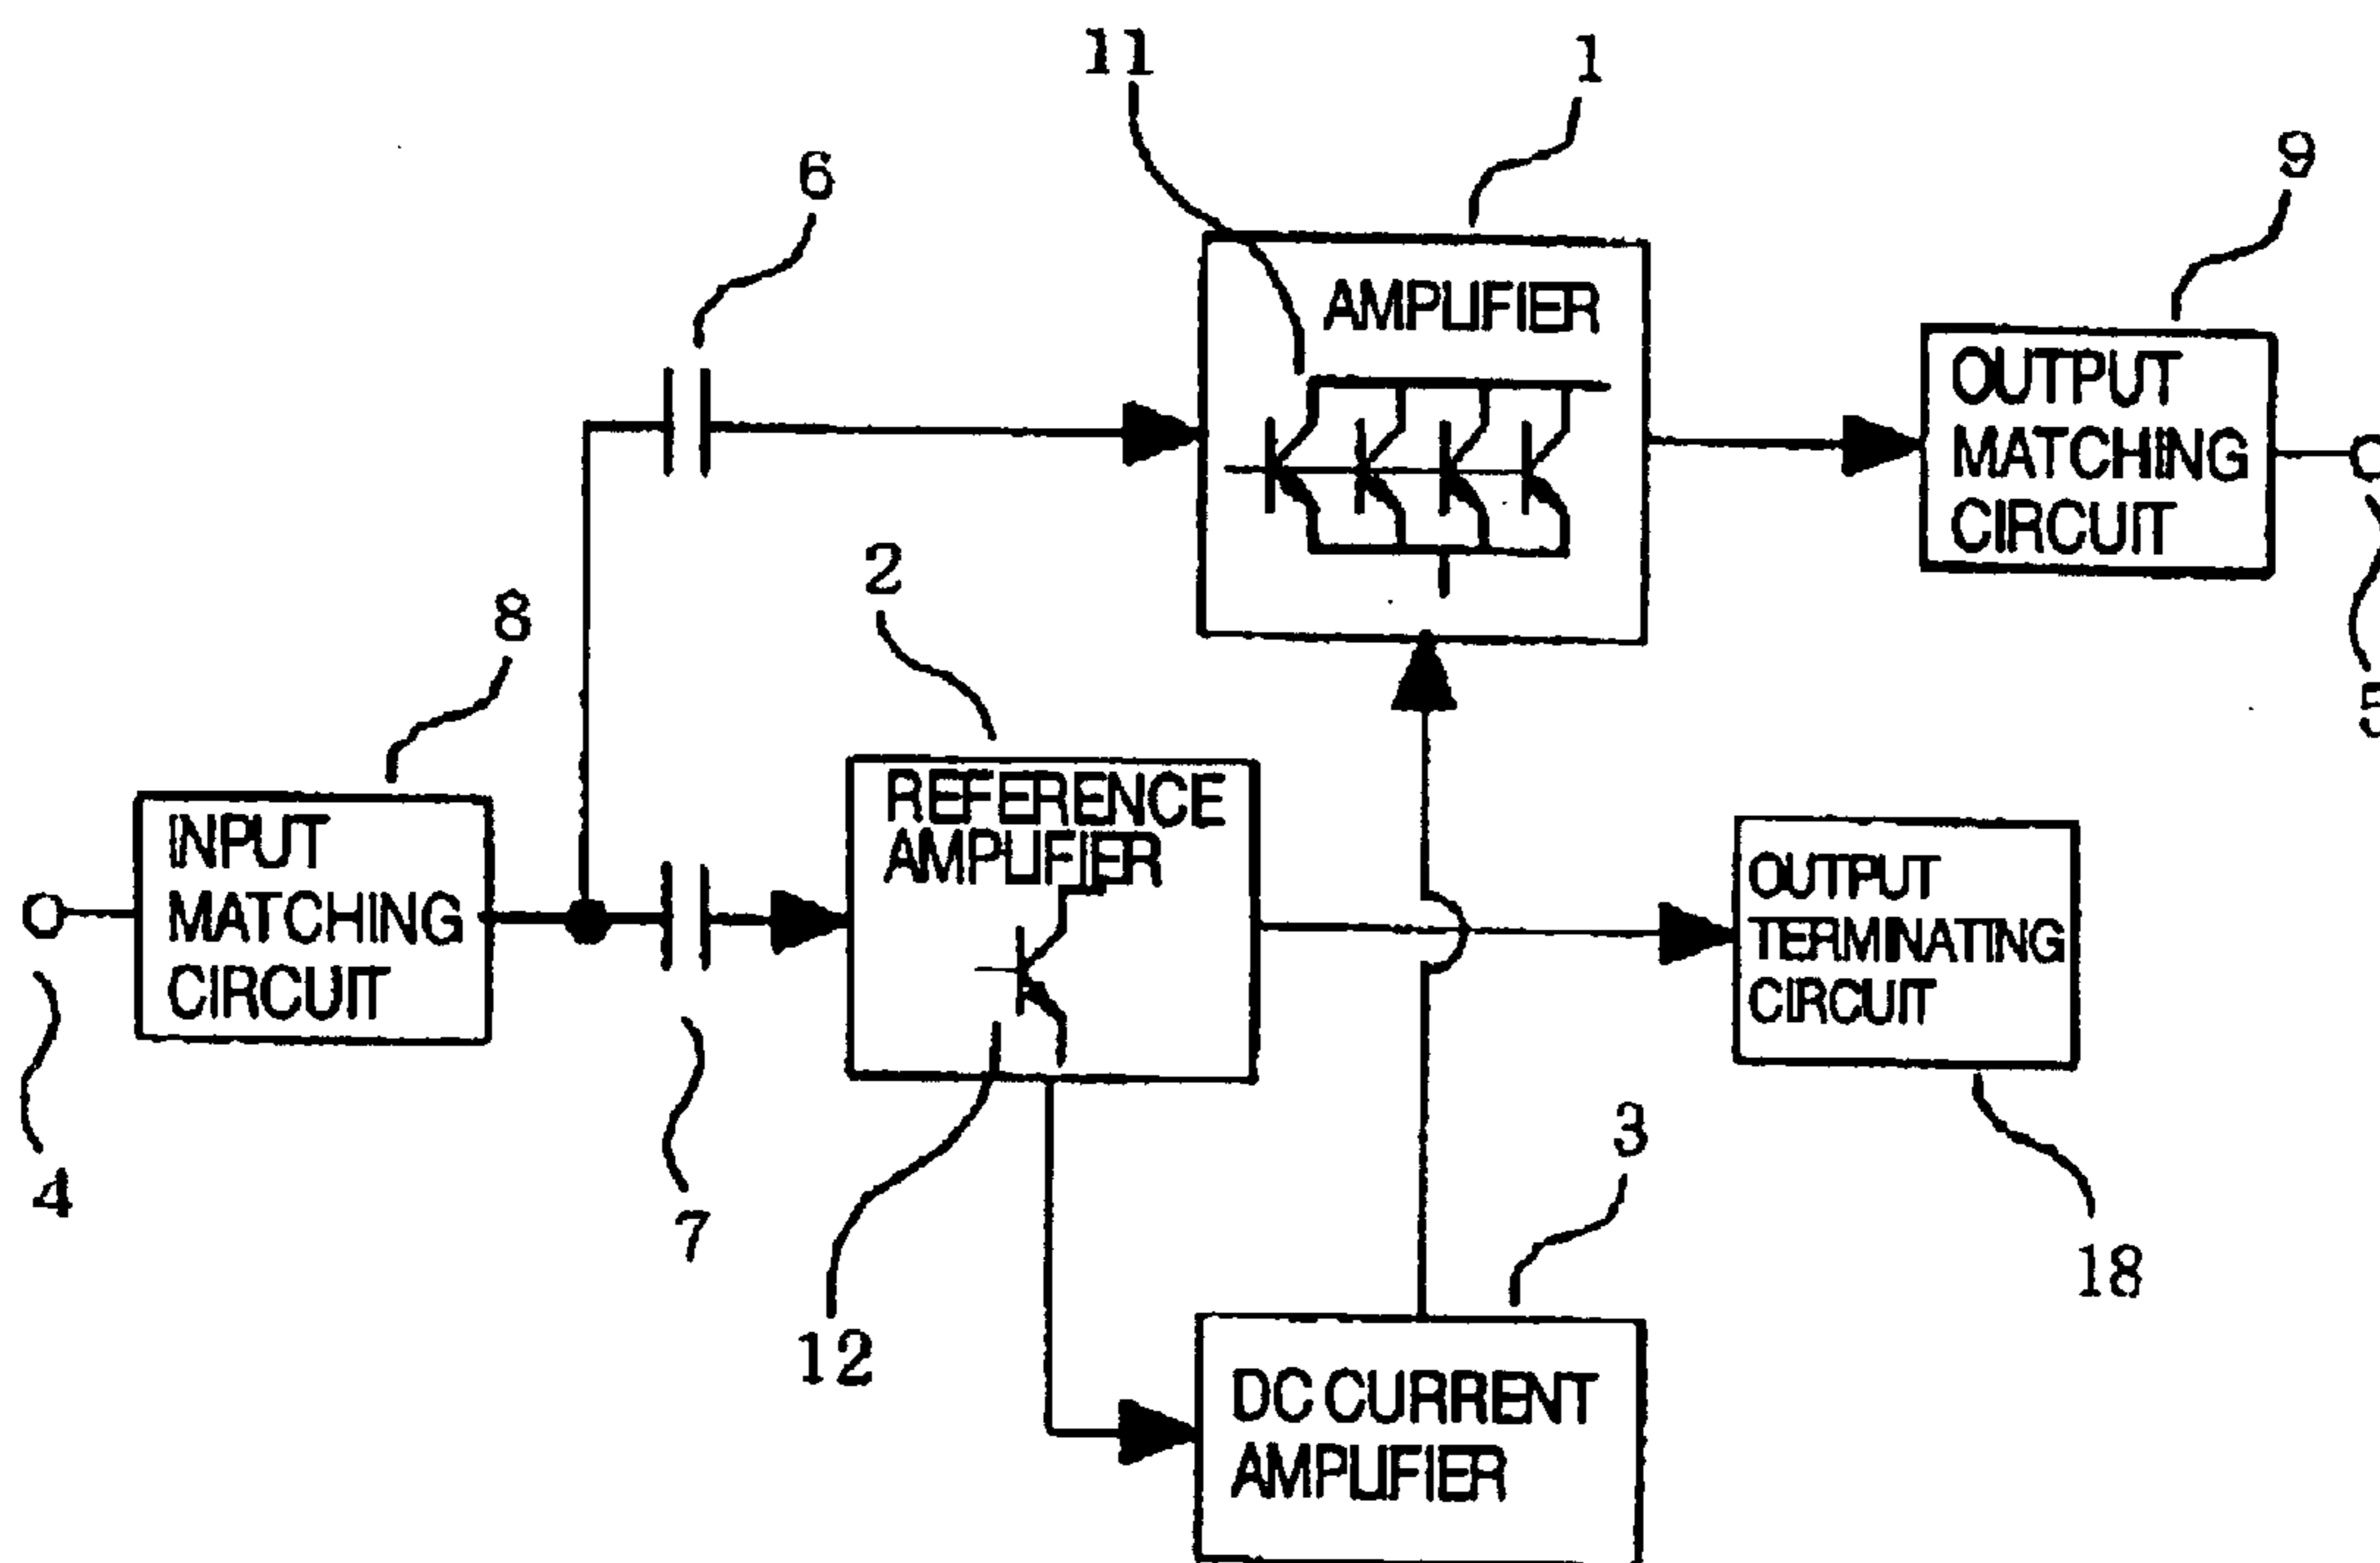 11
1
6
9
AMPLIFIER
OUTPUT
MATCHING
CIRCUIT
2
8
5
REFERENCE
AMPLIFIER
INPUT
MATCHING
CIRCUIT
OUTPUT
TERMINATING
CIRCUIT
3
4
7
18
12
DC CURRENT
AMPLIFIER